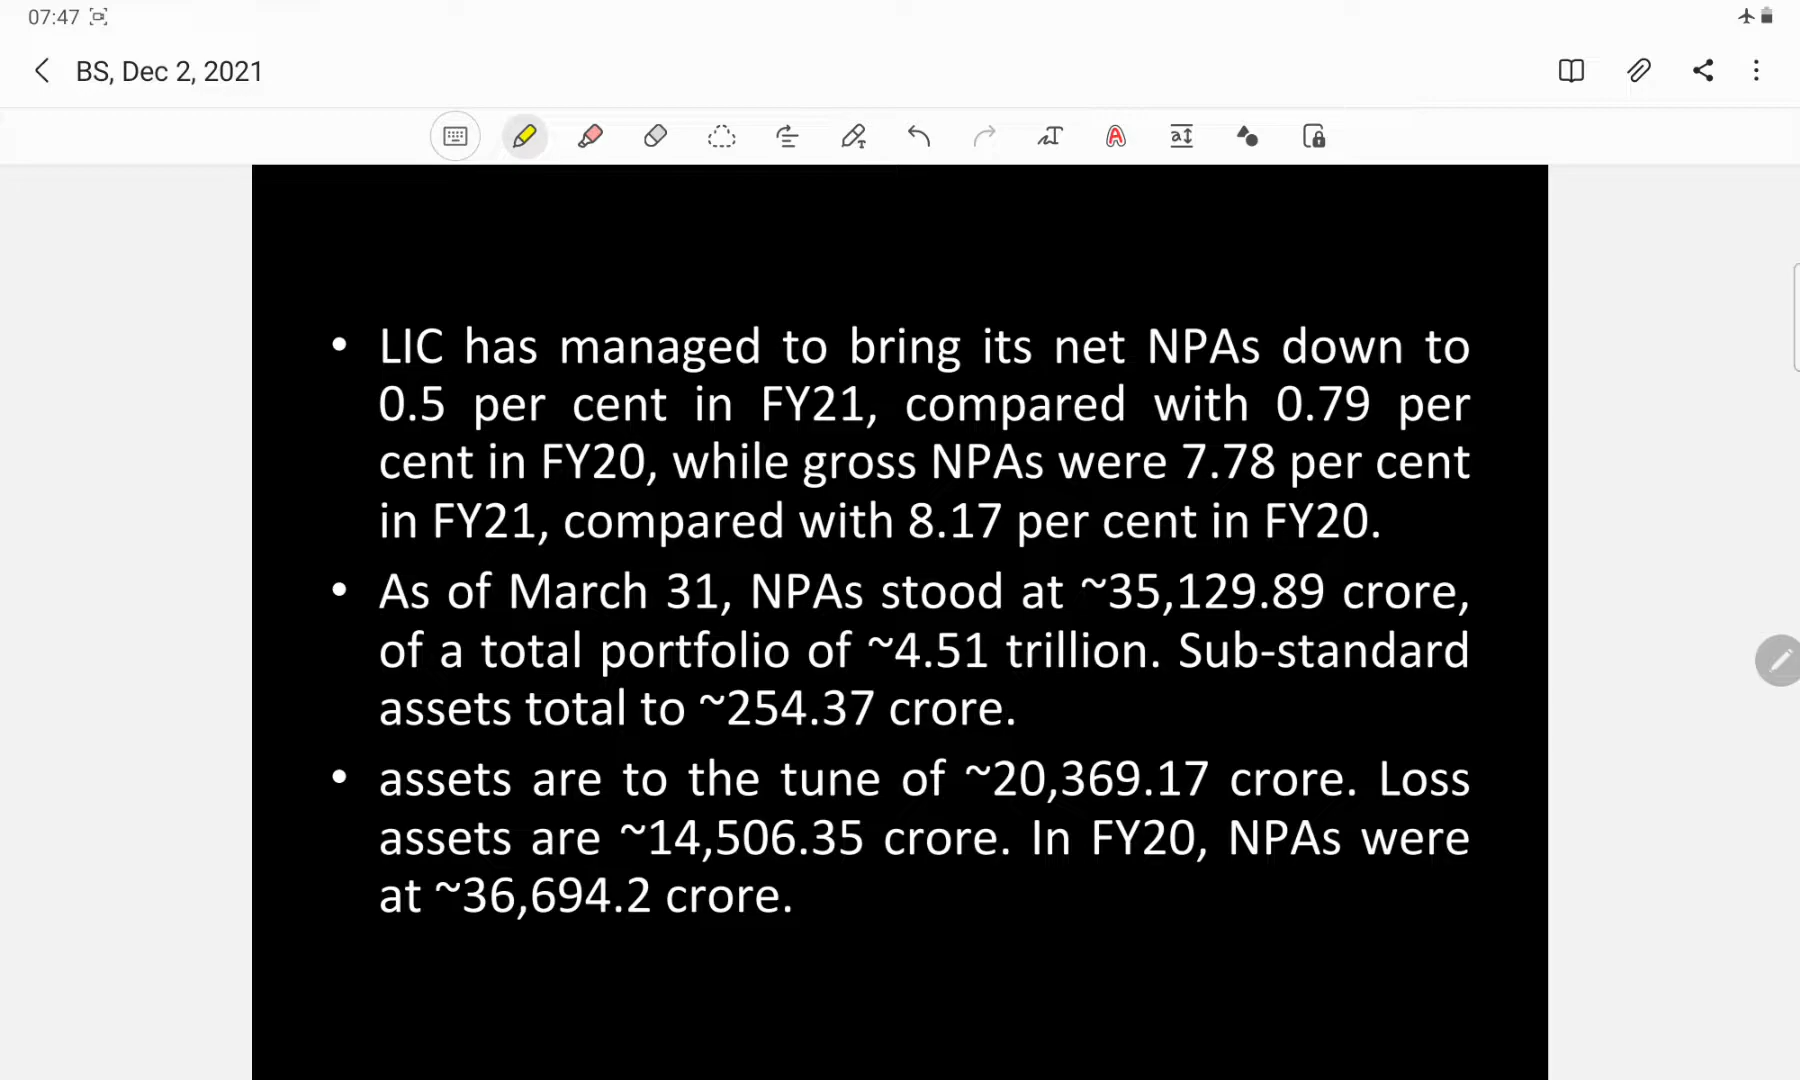 07:47
BS, Dec 2, 2021
• LIC has managed to bring its net NPAs down to
0.5 per cent in FY21, compared with 0.79 per
cent in FY20, while gross NPAs were 7.78 per cent
in FY21, compared with 8.17 per cent in FY20.
• As of March 31, NPAs stood at ~35,129.89 crore,
of a total portfolio of ~4.51 trillion. Sub-standard
assets total to ~254.37 crore.
• assets are to the tune of ~20,369.17 crore. Loss
assets are ~14,506.35 crore. In FY20, NPAs were
at ~36,694.2 crore.